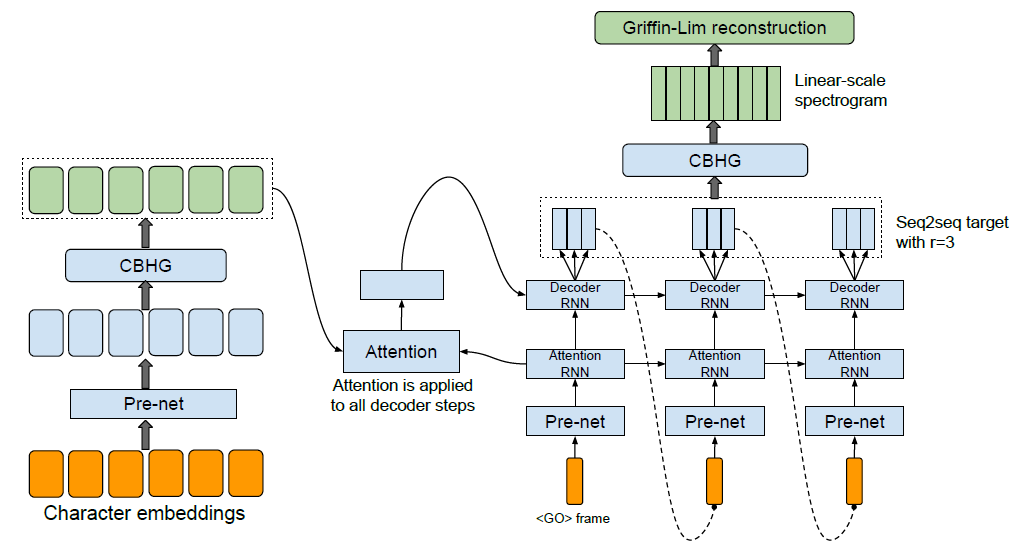 Griffin-Lim reconstruction
Linear-scale
spectrogram
CBHG
Seq2seq target
with r=3
CBHG
Pre-net
Character embeddings
Attention
Attention is applied
to all decoder steps
Decoder
RNN
Decoder
RNN
Decoder
RNN
Attention
RNN
Attention
RNN
Attention
RNN
Pre-net
Pre-net
Pre-net
<GO> frame